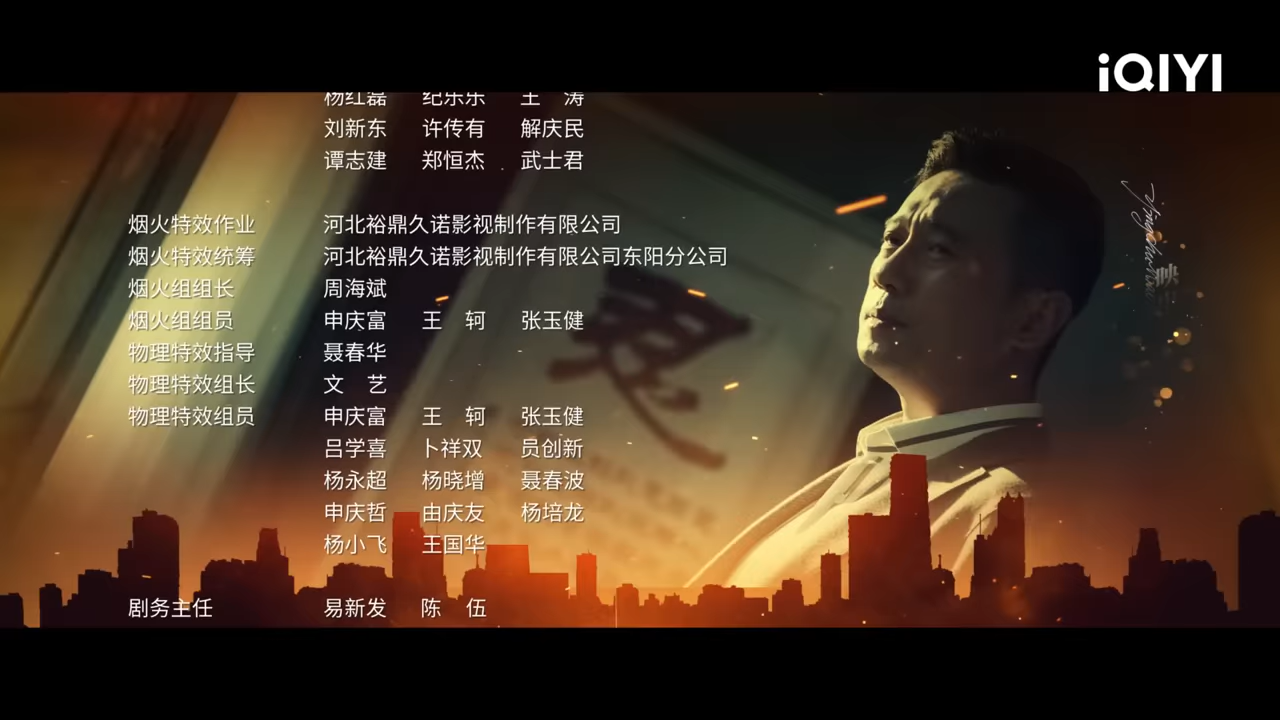 iQIYI
杨红磊 纪乐乐 王 涛
刘新东 许传有 解庆民
谭志建 郑恒杰 武士君
烟火特效作业 河北裕鼎久诺影视制作有限公司
烟火特效统筹 河北裕鼎久诺影视制作有限公司东阳分公司
烟火组组长 周海斌
烟火组组员 申庆富 王 轲 张玉健
物理特效指导 聂春华
物理特效组长 文 艺
物理特效组员 申庆富 王 轲 张玉健
吕学喜 卜祥双 员创新
杨永超 杨晓增 聂春波
申庆哲 由庆友 杨培龙
杨小飞 王国华
剧务主任 易新发 陈 伍